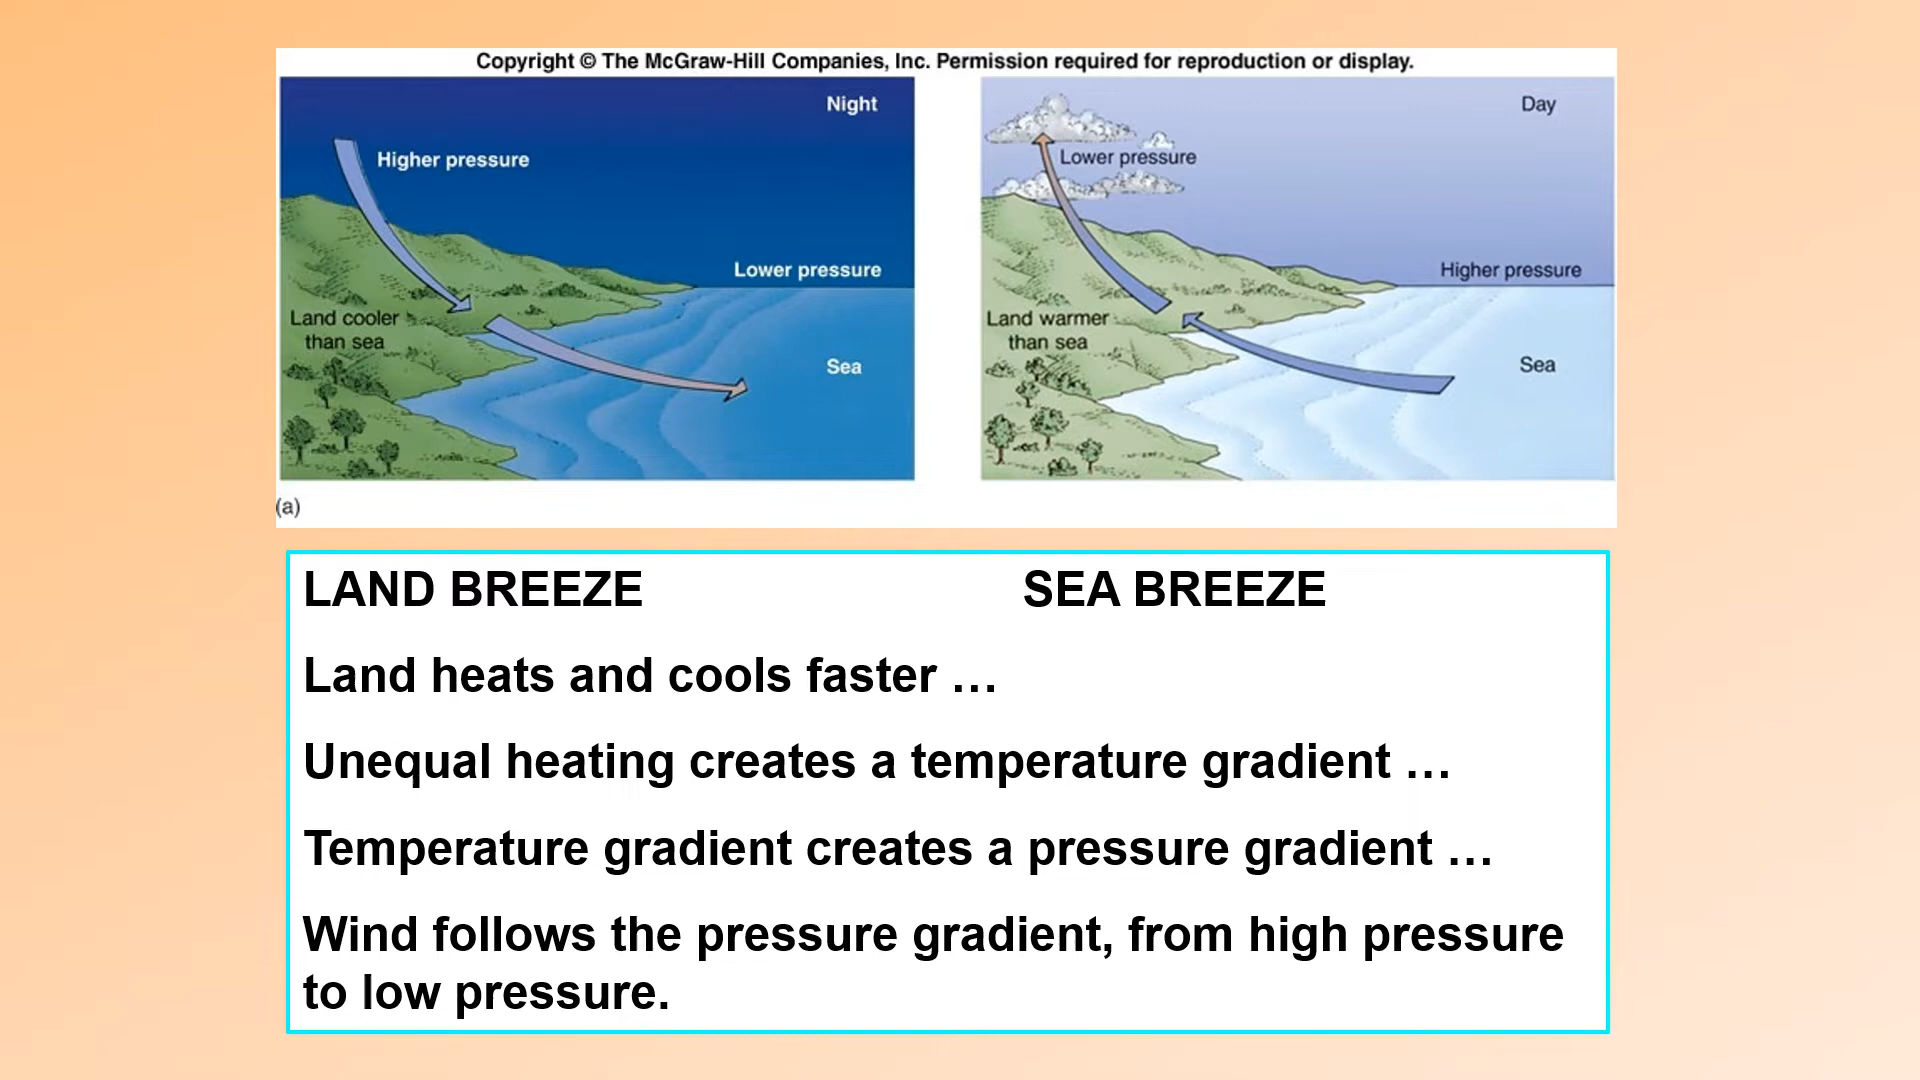 Copyright © The McGraw-Hill Companies, Inc. Permission required for reproduction or display.
Night
Higher pressure
Lower pressure
Land cooler
than sea
Sea
Day
Lower pressure
Higher pressure
Land warmer
than sea
Sea
(a)
LAND BREEZE SEA BREEZE
Land heats and cools faster …
Unequal heating creates a temperature gradient …
Temperature gradient creates a pressure gradient …
Wind follows the pressure gradient, from high pressure
to low pressure.